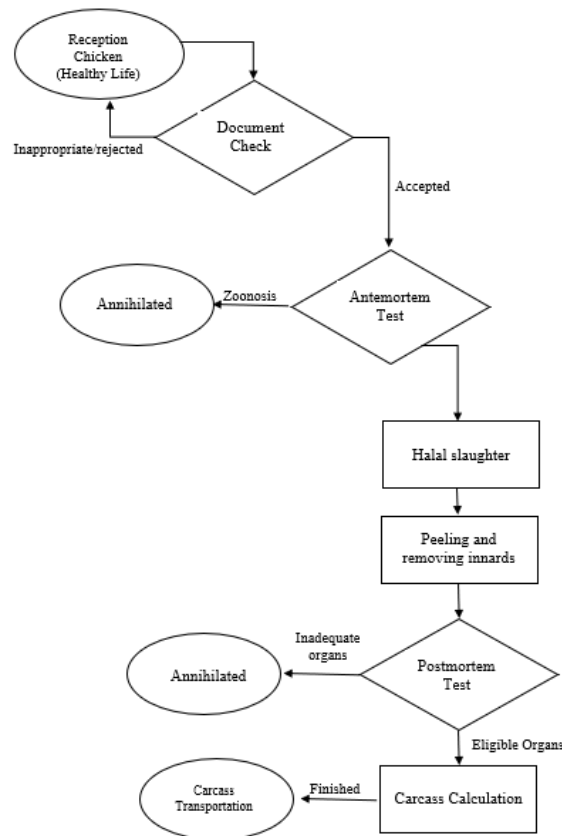 Reception
Chicken
(Healthy Life)
Document
Check
Inappropriate/rejected
Accepted
Annihilated
Zoonosis
Antemortem
Test
Halal slaughter
Peeling and
removing innards
Inadequate
organs
Annihilated
Postmortem
Test
Eligible Organs
Carcass
Transportation
Finished
Carcass Calculation